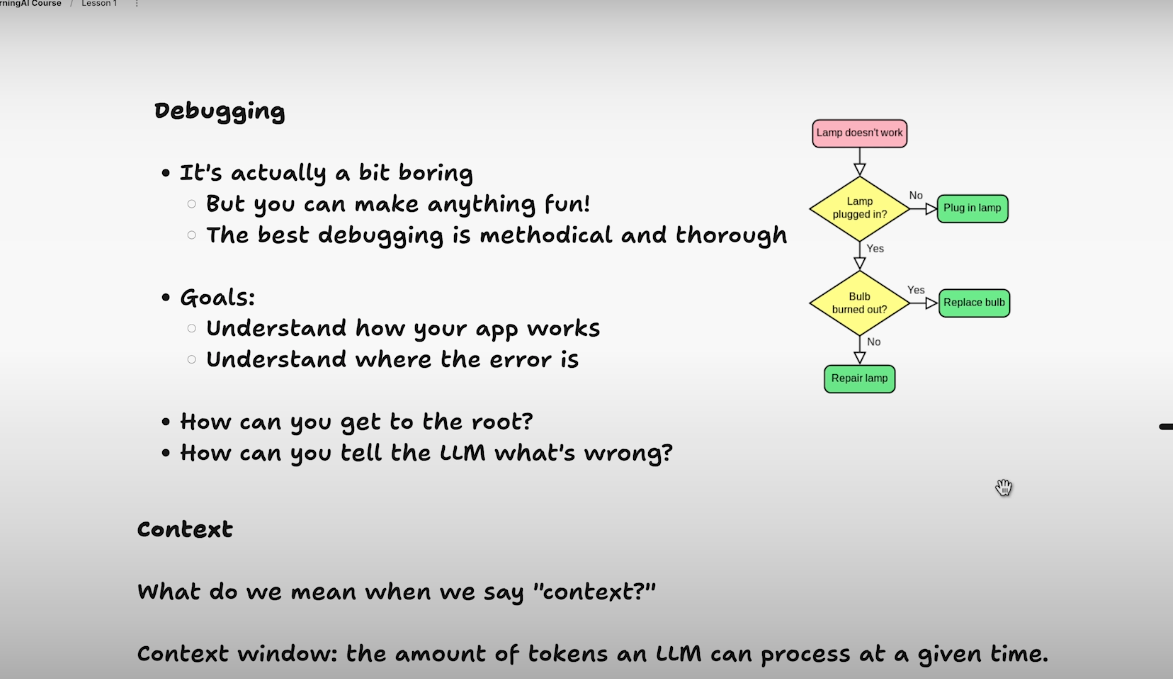 rningAI Course / Lesson 1
Debugging
• It's actually a bit boring
○ But you can make anything fun!
○ The best debugging is methodical and thorough
• Goals:
○ Understand how your app works
○ Understand where the error is
• How can you get to the root?
• How can you tell the LLM what's wrong?
Lamp doesn't work
Lamp
plugged in?
No
Plug in lamp
Yes
Bulb
burned out?
Yes
Replace bulb
No
Repair lamp
Context
What do we mean when we say "context?"
Context window: the amount of tokens an LLM can process at a given time.